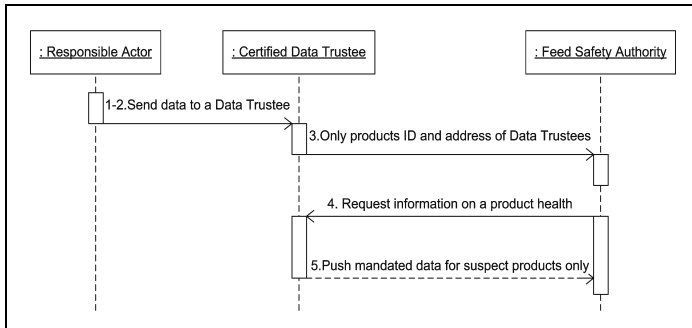 : Responsible Actor
: Certified Data Trustee
: Feed Safety Authority
1-2.Send data to a Data Trustee
3.Only products ID and address of Data Trustees
4. Request information on a product health
5.Push mandated data for suspect products only